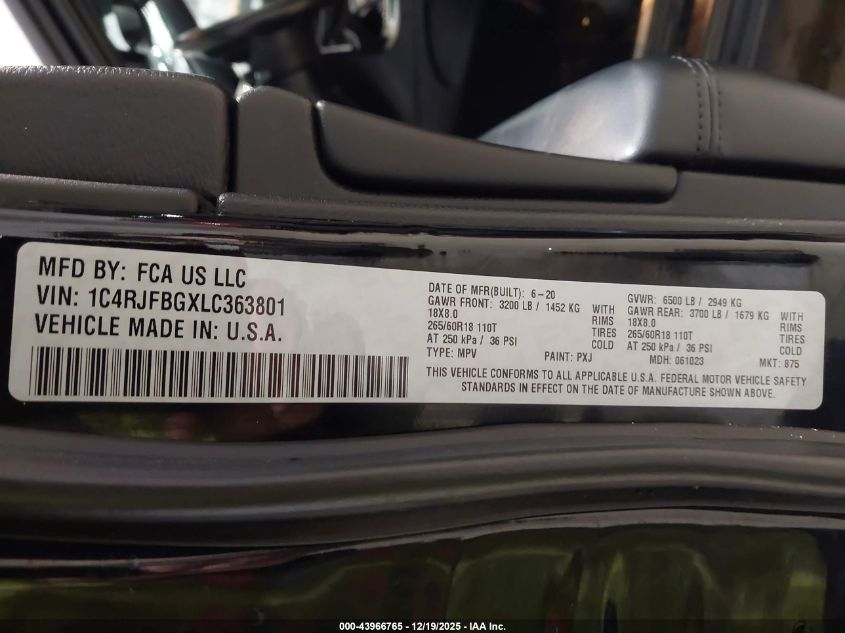 MFD BY: FCA US LLC
VIN: 1C4RJFBGXLC363801
VEHICLE MADE IN: U.S.A.
DATE OF MFR(BUILT): 6-20
GAWR FRONT: 3200 LB / 1452 KG WITH
18X8.0 RIMS
265/60R18 110T TIRES
AT 250 kPa / 36 PSI COLD
TYPE: MPV PAINT: PXJ
GVWR: 6500 LB / 2949 KG
GAWR REAR: 3700 LB / 1679 KG WITH
18X8.0 RIMS
265/60R18 110T TIRES
AT 250 kPa / 36 PSI COLD
MDH: 061023 MKT: 875
THIS VEHICLE CONFORMS TO ALL APPLICABLE U.S.A. FEDERAL MOTOR VEHICLE SAFETY
STANDARDS IN EFFECT ON THE DATE OF MANUFACTURE SHOWN ABOVE.
000-43966765 - 12/19/2025 - IAA Inc.